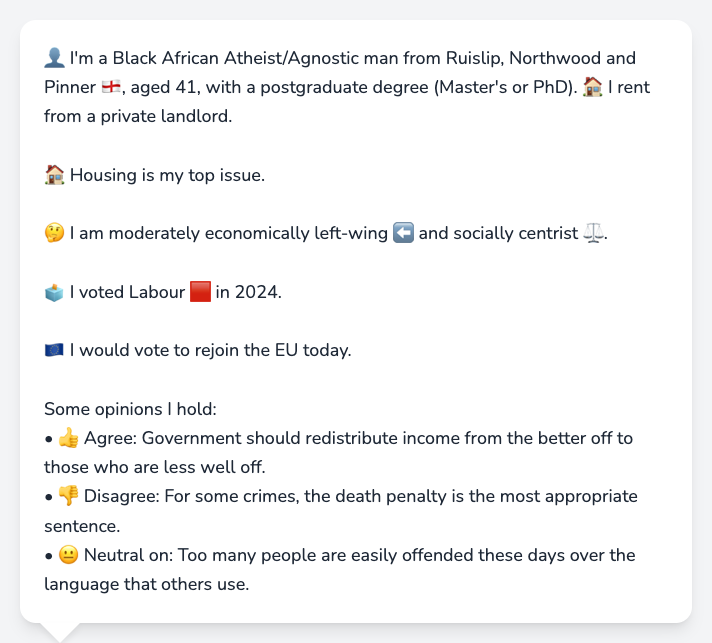 👤 I'm a Black African Atheist/Agnostic man from Ruislip, Northwood and
Pinner 🏴󠁧󠁢󠁥󠁮󠁧󠁿, aged 41, with a postgraduate degree (Master's or PhD). 🏠 I rent
from a private landlord.
🏠 Housing is my top issue.
🤔 I am moderately economically left-wing ⬅️ and socially centrist ⚖️.
🗳️ I voted Labour 🟥 in 2024.
🇪🇺 I would vote to rejoin the EU today.
Some opinions I hold:
• 👍 Agree: Government should redistribute income from the better off to
those who are less well off.
• 👎 Disagree: For some crimes, the death penalty is the most appropriate
sentence.
• 😐 Neutral on: Too many people are easily offended these days over the
language that others use.